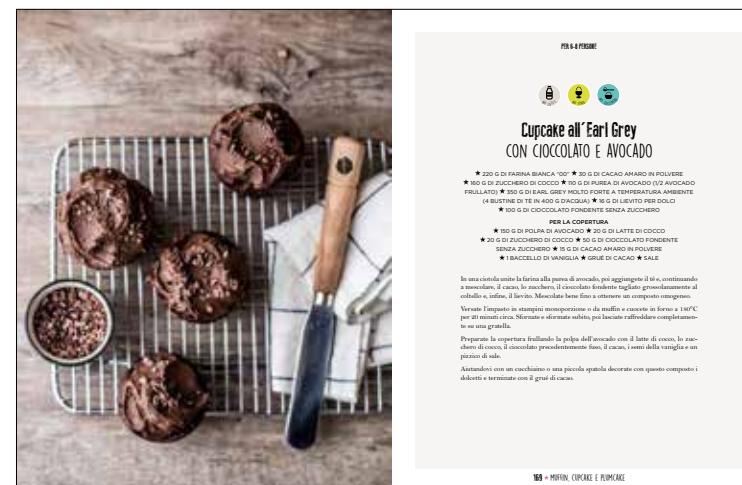 PER 6-8 PERSONE
Cupcake all'Earl Grey
CON CIOCCOLATO E AVOCADO
★ 220 G DI FARINA BIANCA "00" ★ 30 G DI CACAO AMARO IN POLVERE
★ 160 G DI ZUCCHERO DI COCCO ★ 110 G DI PUREA DI AVOCADO (1/2 AVOCADO
FRULLATO) ★ 350 G DI EARL GREY MOLTO FORTE A TEMPERATURA AMBIENTE
(4 BUSTINE DI TÈ IN 400 G D'ACQUA) ★ 16 G DI LIEVITO PER DOLCI
★ 100 G DI CIOCCOLATO FONDENTE SENZA ZUCCHERO
PER LA COPERTURA
★ 150 G DI POLPA DI AVOCADO ★ 20 G DI LATTE DI COCCO
★ 20 G DI ZUCCHERO DI COCCO ★ 50 G DI CIOCCOLATO FONDENTE
SENZA ZUCCHERO ★ 15 G DI CACAO AMARO IN POLVERE
★ 1 BACCELLO DI VANIGLIA ★ GRUÉ DI CACAO ★ SALE
In una ciotola unite la farina alla purea di avocado, poi aggiungete il tè e, continuando
a mescolare, il cacao, lo zucchero, il cioccolato fondente tagliato grossolanamente al
coltello e, infine, il lievito. Mescolate bene fino a ottenere un composto omogeneo.
Versate l'impasto in stampini monoporzione o da muffin e cuocete in forno a 180°C
per 20 minuti circa. Sfornate e sformate subito, poi lasciate raffreddare completamen-
te su una gratella.
Preparate la copertura frullando la polpa dell'avocado con il latte di cocco, lo zuc-
chero di cocco, il cioccolato precedentemente fuso, il cacao, i semi della vaniglia e un
pizzico di sale.
Aiutandovi con un cucchiaino o una piccola spatola decorate con questo composto i
dolcetti e terminate con il grué di cacao.
169 ★ MUFFIN, CUPCAKE E PLUMCAKE